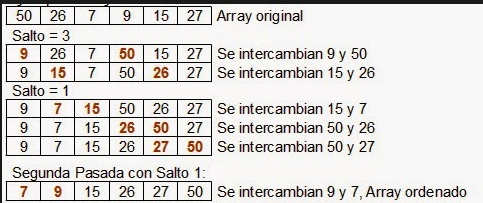 50 26 7 9 15 27 Array original
Salto = 3
9 26 7 50 15 27 Se intercambian 9 y 50
9 15 7 50 26 27 Se intercambian 15 y 26
Salto = 1
9 7 15 50 26 27 Se intercambian 15 y 7
9 7 15 26 50 27 Se intercambian 50 y 26
9 7 15 26 27 50 Se intercambian 50 y 27
Segunda Pasada con Salto 1:
7 9 15 26 27 50 Se intercambian 9 y 7, Array ordenado